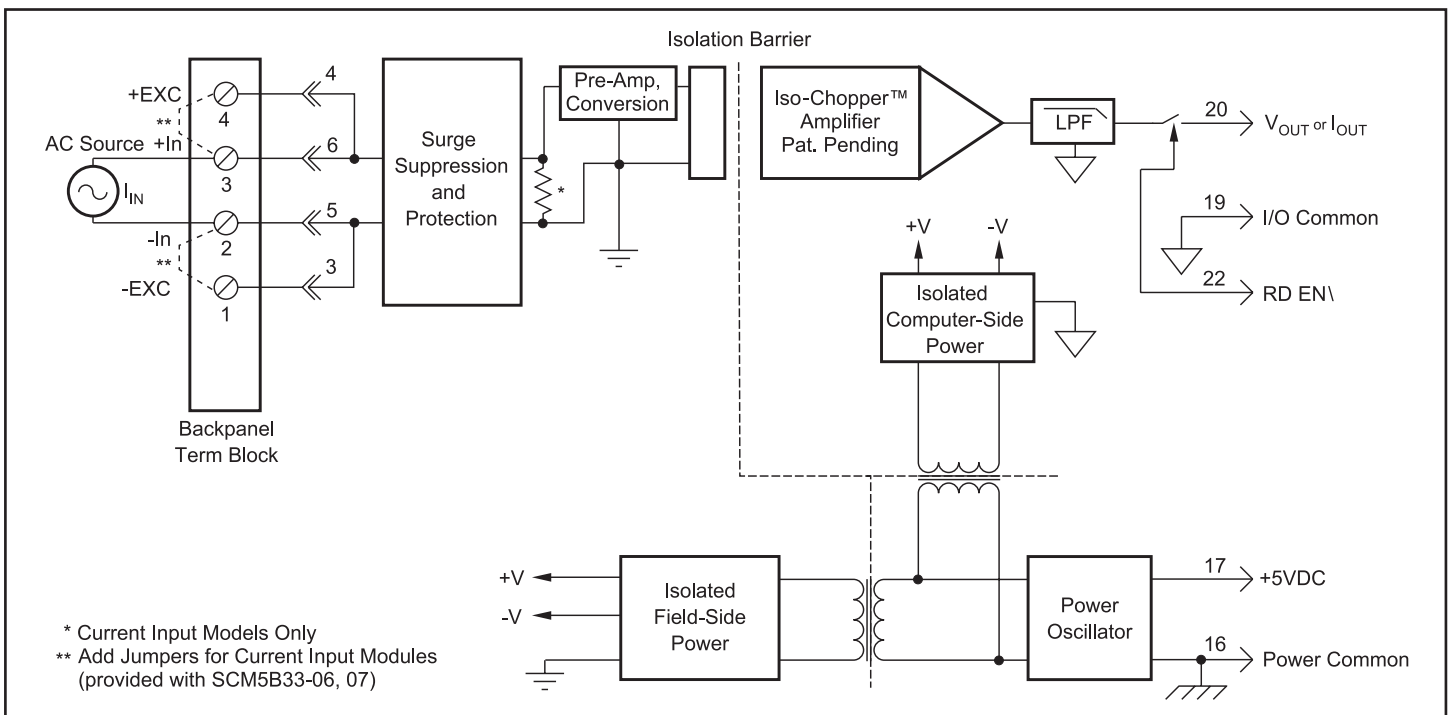 Isolation Barrier
+EXC
**
AC Source
+In
I_IN
-In
**
-EXC
4
3
2
1
4
6
5
3
Backpanel
Term Block
Surge
Suppression
and
Protection
*
Pre-Amp,
Conversion
Iso-Chopper™
Amplifier
Pat. Pending
LPF
20
V_OUT or I_OUT
19
I/O Common
22
RD EN\
+V
-V
Isolated
Computer-Side
Power
+V
-V
Isolated
Field-Side
Power
Power
Oscillator
17
+5VDC
16
Power Common
* Current Input Models Only
** Add Jumpers for Current Input Modules
(provided with SCM5B33-06, 07)